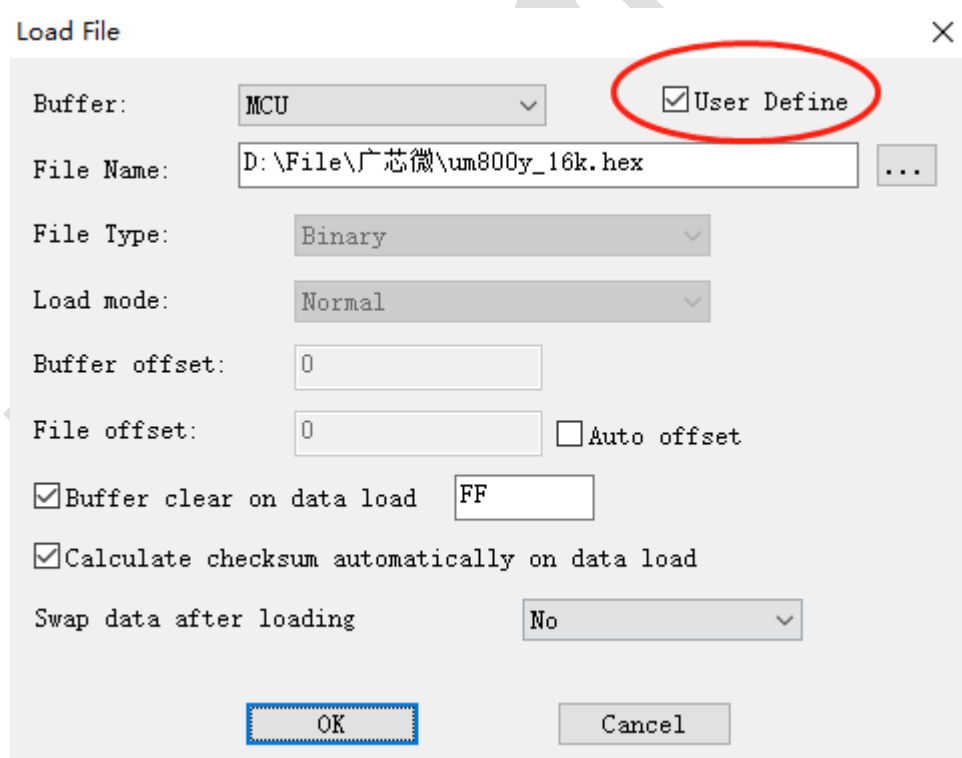 Load File
Buffer: MCU User Define
File Name: D:\File\广芯微\um800y_16k.hex ...
File Type: Binary
Load mode: Normal
Buffer offset: 0
File offset: 0 Auto offset
Buffer clear on data load FF
Calculate checksum automatically on data load
Swap data after loading No
OK Cancel